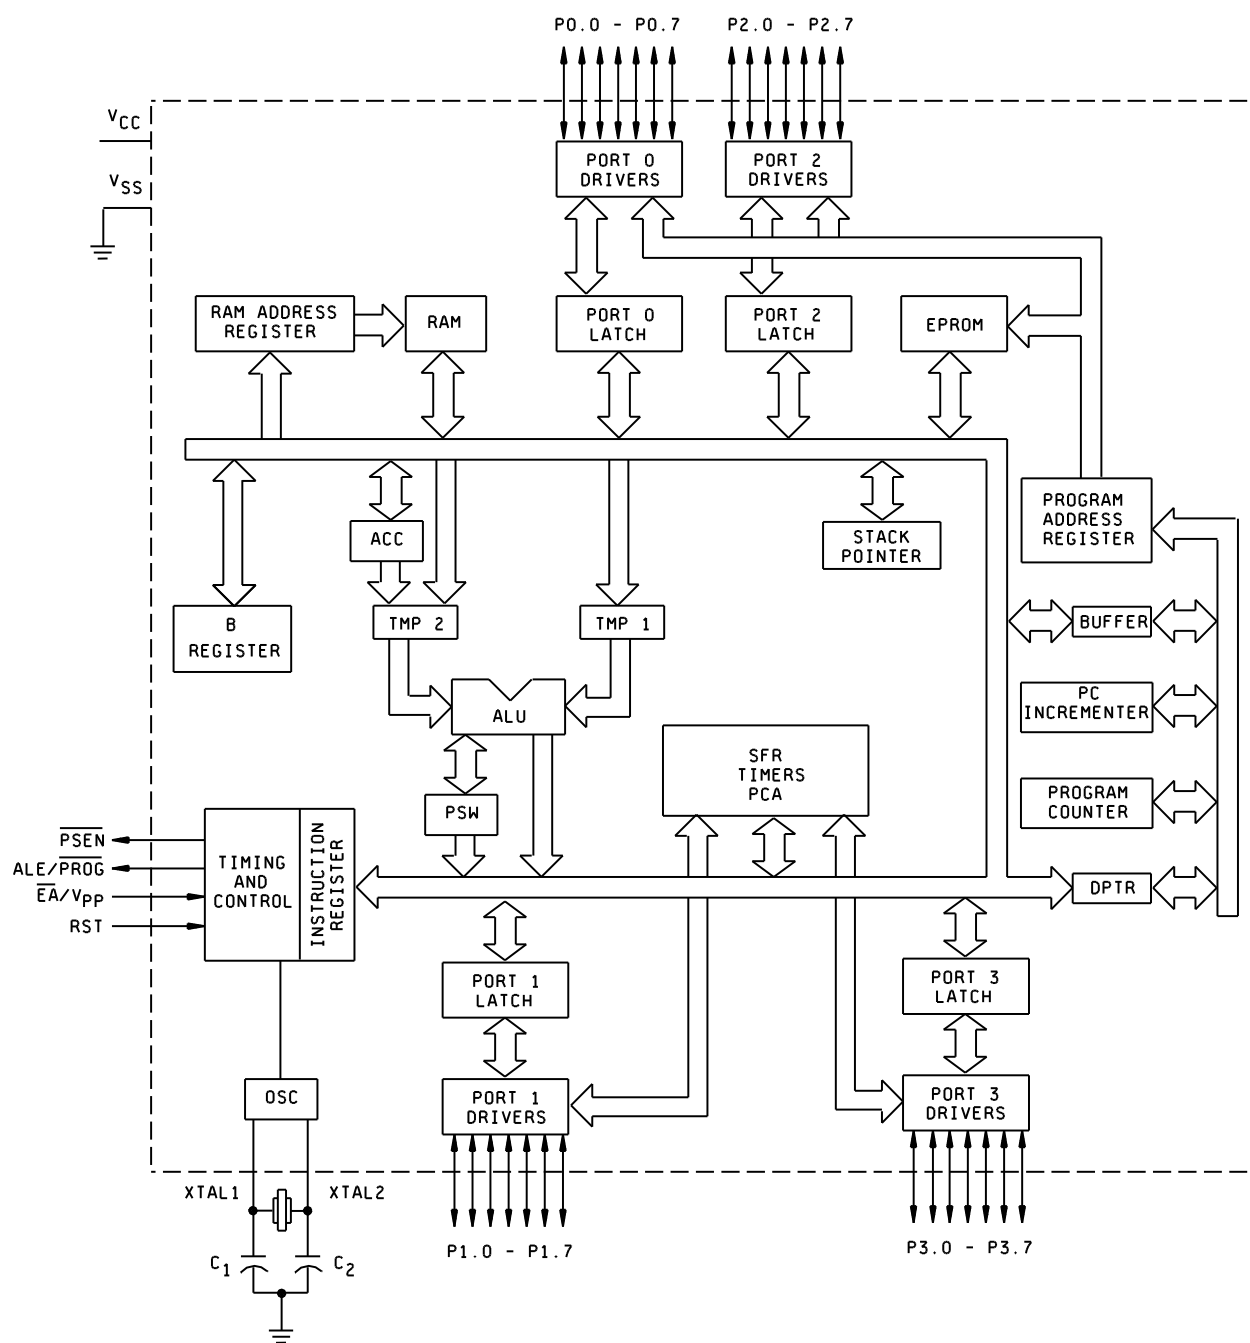 P0.0 - P0.7
P2.0 - P2.7
VCC
VSS
PORT 0
DRIVERS
PORT 2
DRIVERS
RAM ADDRESS
REGISTER
RAM
PORT 0
LATCH
PORT 2
LATCH
EPROM
PROGRAM
ADDRESS
REGISTER
ACC
STACK
POINTER
B
REGISTER
TMP 2
TMP 1
BUFFER
ALU
PC
INCREMENTER
SFR
TIMERS
PCA
PSW
PROGRAM
COUNTER
P̅S̅E̅N̅
ALE/P̅R̅O̅G̅
E̅A̅/VPP
RST
TIMING
AND
CONTROL
INSTRUCTION
REGISTER
DPTR
PORT 1
LATCH
PORT 3
LATCH
OSC
PORT 1
DRIVERS
PORT 3
DRIVERS
XTAL1
XTAL2
P1.0 - P1.7
P3.0 - P3.7
C1
C2